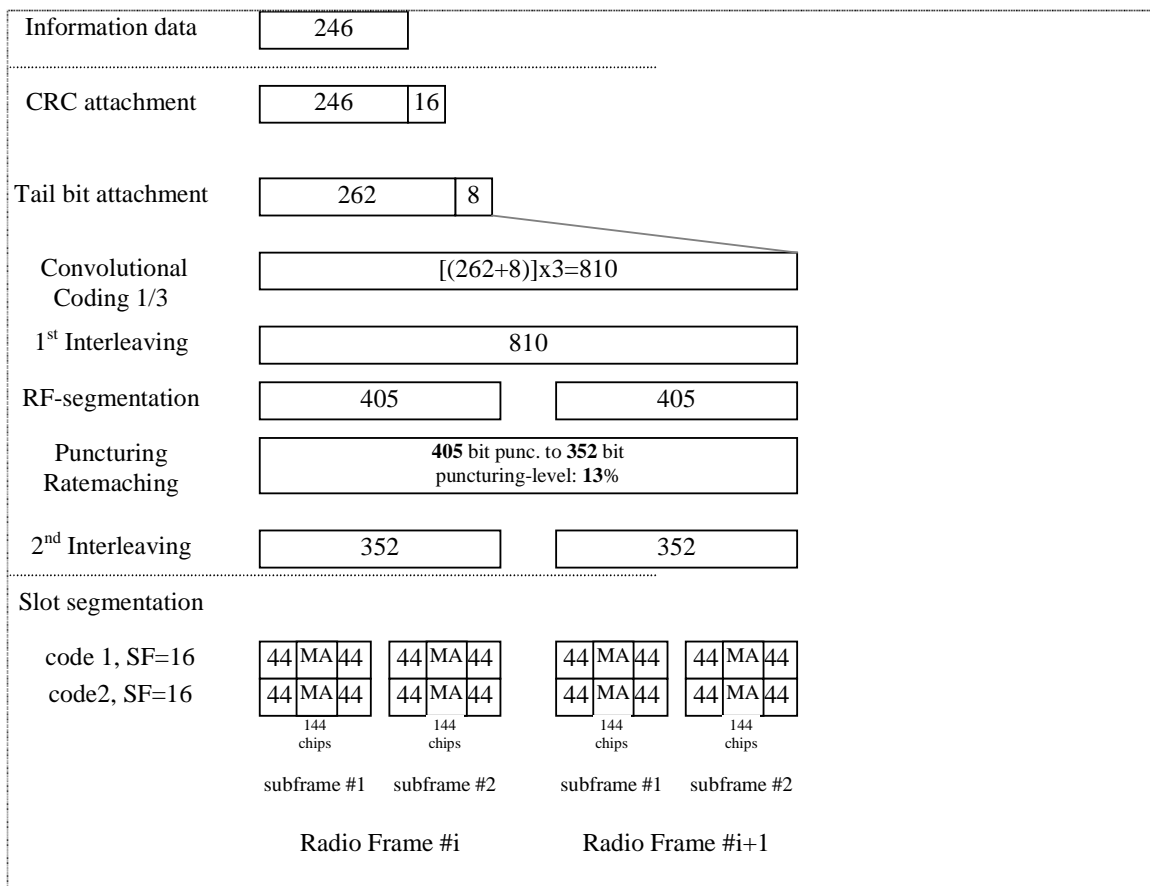 Information data
246
CRC attachment
246 16
Tail bit attachment
262 8
Convolutional
Coding 1/3
[(262+8)]x3=810
1st Interleaving
810
RF-segmentation
405 405
Puncturing
Ratemaching
405 bit punc. to 352 bit
puncturing-level: 13%
2nd Interleaving
352 352
Slot segmentation
code 1, SF=16
44 MA 44 44 MA 44 44 MA 44 44 MA 44
code2, SF=16
44 MA 44 44 MA 44 44 MA 44 44 MA 44
144 144 144 144
chips chips chips chips
subframe #1 subframe #2 subframe #1 subframe #2
Radio Frame #i Radio Frame #i+1